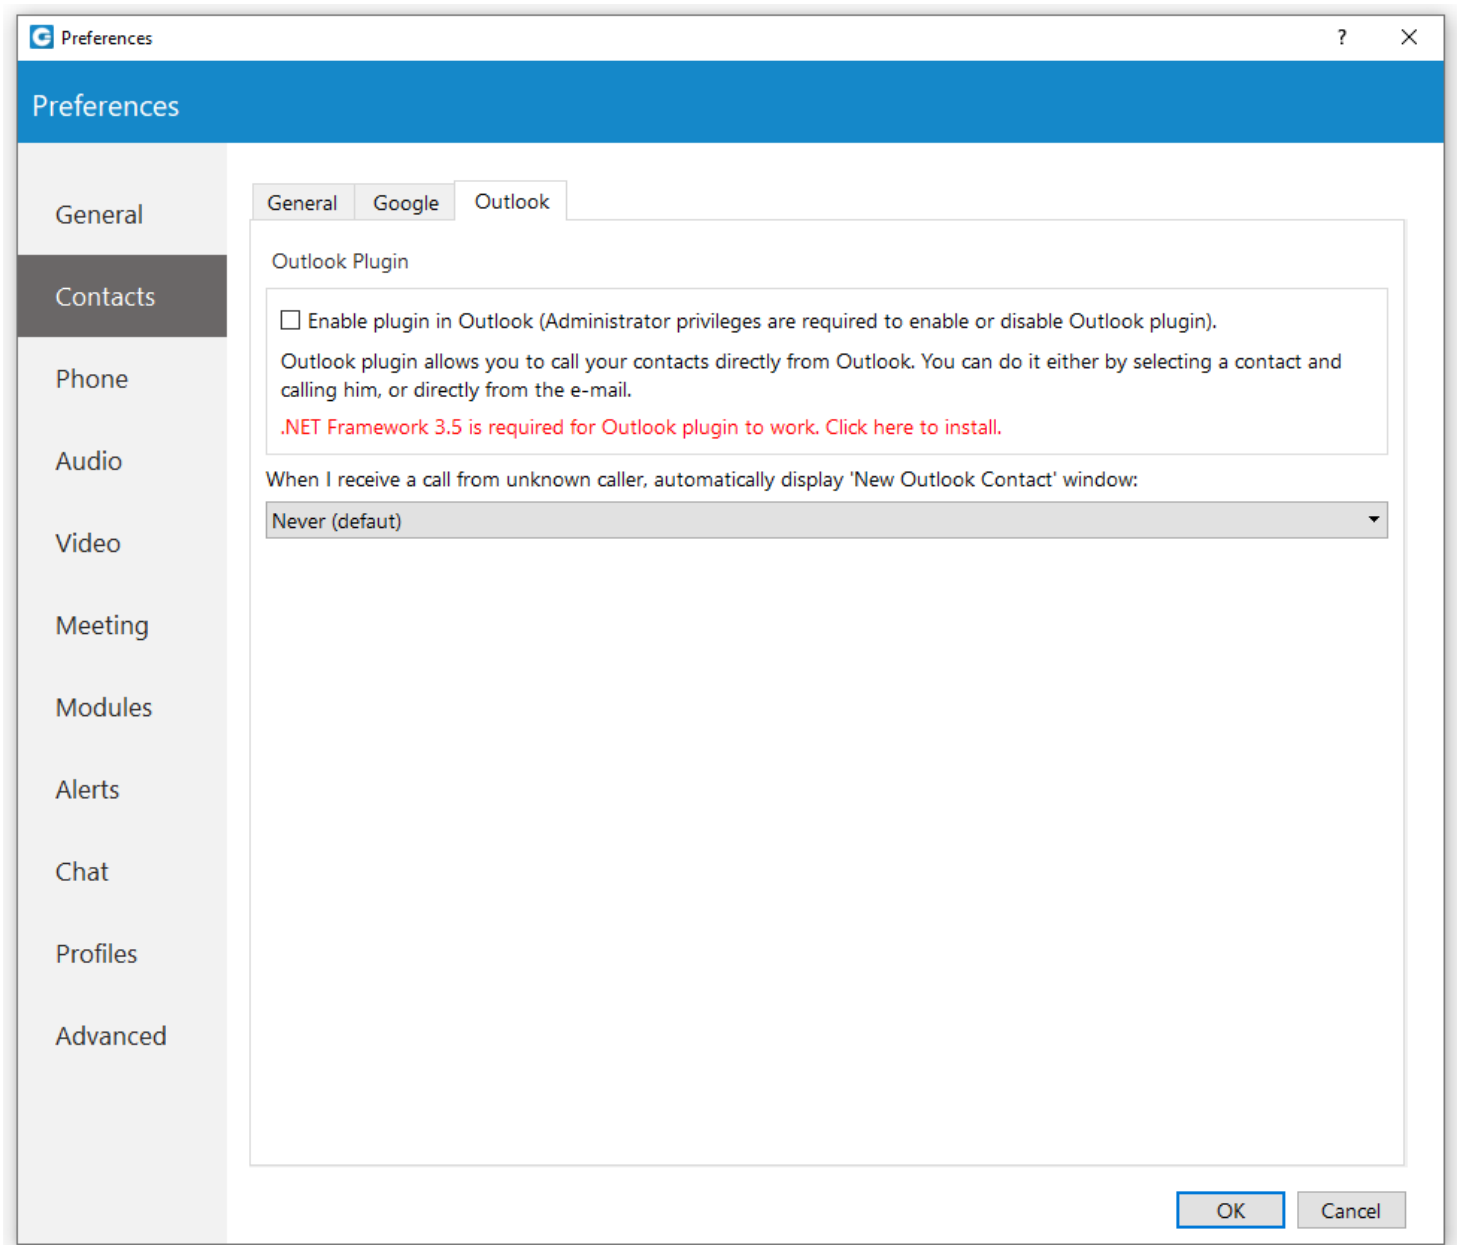 Preferences
?
Preferences
General
Contacts
Phone
Audio
Video
Meeting
Modules
Alerts
Chat
Profiles
Advanced
General Google Outlook
Outlook Plugin
Enable plugin in Outlook (Administrator privileges are required to enable or disable Outlook plugin).
Outlook plugin allows you to call your contacts directly from Outlook. You can do it either by selecting a contact and
calling him, or directly from the e-mail.
.NET Framework 3.5 is required for Outlook plugin to work. Click here to install.
When I receive a call from unknown caller, automatically display 'New Outlook Contact' window:
Never (defaut)
OK Cancel